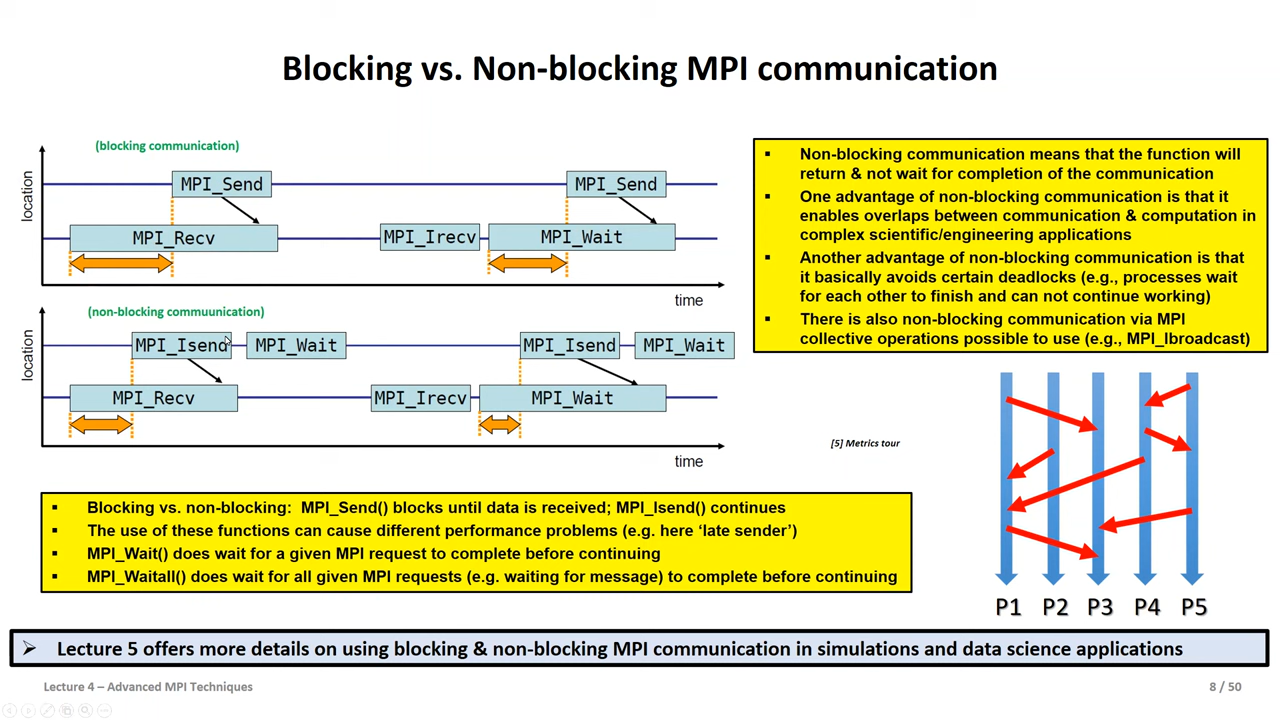 Blocking vs. Non-blocking MPI communication
(blocking communication)
location
MPI_Send
MPI_Recv
MPI_Send
MPI_Irecv
MPI_Wait
time
(non-blocking commuunication)
location
MPI_Isend
MPI_Wait
MPI_Recv
MPI_Isend
MPI_Wait
MPI_Irecv
MPI_Wait
time
[5] Metrics tour
▪ Non-blocking communication means that the function will
return & not wait for completion of the communication
▪ One advantage of non-blocking communication is that it
enables overlaps between communication & computation in
complex scientific/engineering applications
▪ Another advantage of non-blocking communication is that
it basically avoids certain deadlocks (e.g., processes wait
for each other to finish and can not continue working)
▪ There is also non-blocking communication via MPI
collective operations possible to use (e.g., MPI_Ibroadcast)
P1 P2 P3 P4 P5
▪ Blocking vs. non-blocking: MPI_Send() blocks until data is received; MPI_Isend() continues
▪ The use of these functions can cause different performance problems (e.g. here ‘late sender’)
▪ MPI_Wait() does wait for a given MPI request to complete before continuing
▪ MPI_Waitall() does wait for all given MPI requests (e.g. waiting for message) to complete before continuing
➢ Lecture 5 offers more details on using blocking & non-blocking MPI communication in simulations and data science applications
Lecture 4 – Advanced MPI Techniques
8 / 50